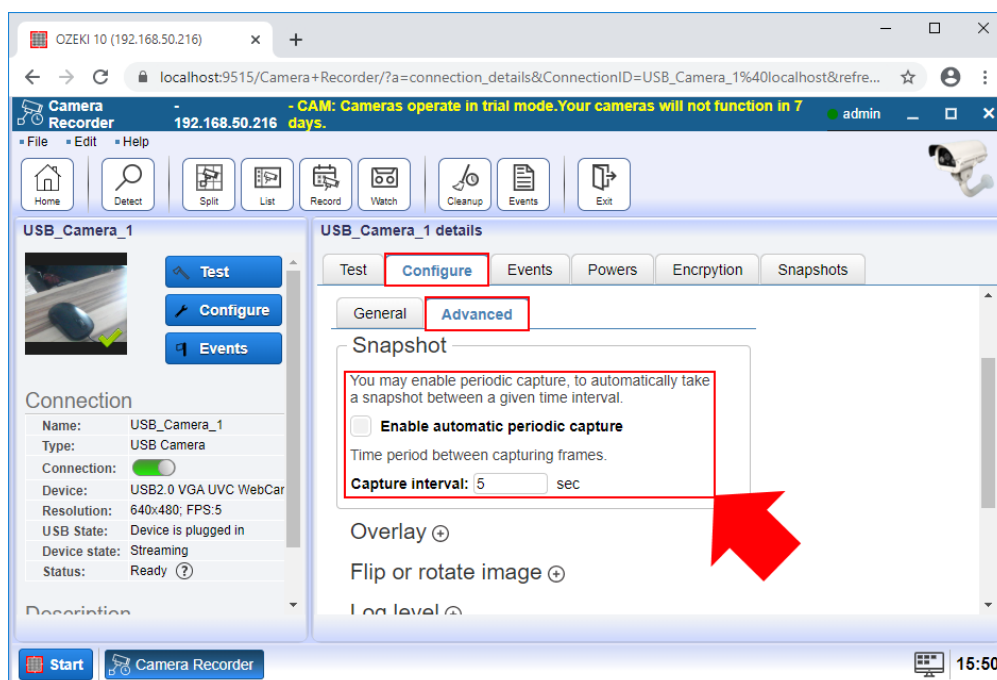 OZEKI 10 (192.168.50.216)
localhost:9515/Camera+Recorder/?a=connection_details&ConnectionID=USB_Camera_1%40localhost&refre...
Camera Recorder - 192.168.50.216
- CAM: Cameras operate in trial mode.Your cameras will not function in 7 days.
admin
File Edit Help
Home Detect Split List Record Watch Cleanup Events Exit
USB_Camera_1
Test
Configure
Events
Connection
Name: USB_Camera_1
Type: USB Camera
Connection:
Device: USB2.0 VGA UVC WebCar
Resolution: 640x480; FPS:5
USB State: Device is plugged in
Device state: Streaming
Status: Ready ?
Description
USB_Camera_1 details
Test Configure Events Powers Encrpytion Snapshots
General Advanced
Snapshot
You may enable periodic capture, to automatically take
a snapshot between a given time interval.
Enable automatic periodic capture
Time period between capturing frames.
Capture interval: 5 sec
Overlay
Flip or rotate image
Log level
Start Camera Recorder 15:50